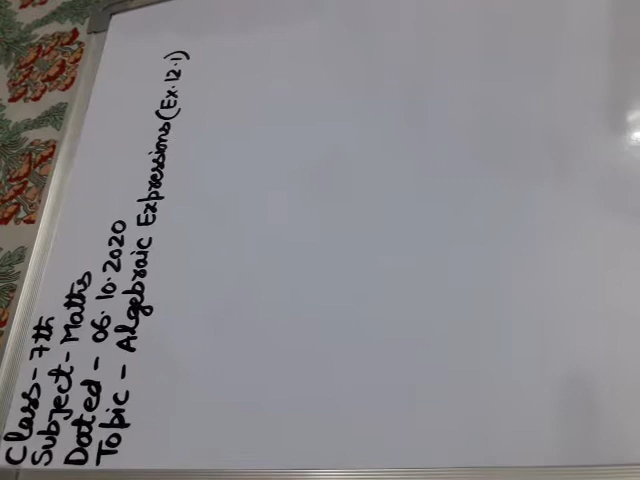 Class - 7th
Subject - Maths
Dated - 06.10.2020
Topic - Algebraic Expressions (Ex.12.1)